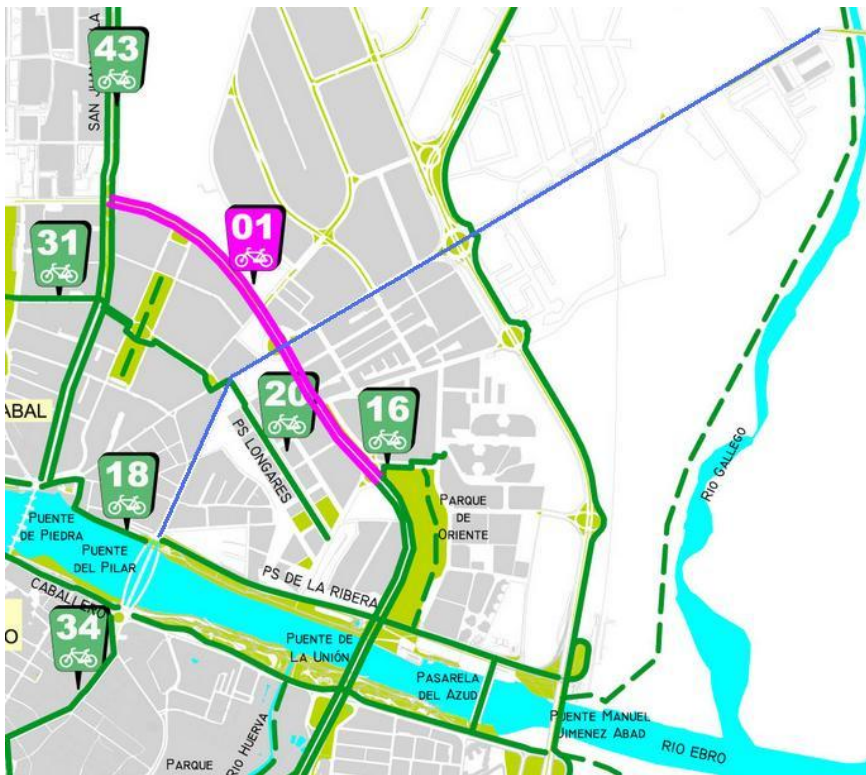 43
SAN JU
01
31
20
16
ABAL
PS LONGARES
18
RIO GALLEGO
PUENTE
DE PIEDRA
PUENTE
DEL PILAR
PARQUE
DE
ORIENTE
PS DE LA RIBERA
CABALLERO
34
O
PUENTE DE
LA UNIÓN
PASARELA
DEL AZUD
PUENTE MANUEL
JIMENEZ ABAD
RIO EBRO
RIO HUERVA
PARQUE